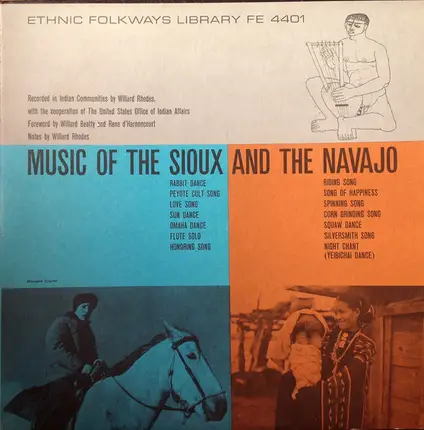 ETHNIC FOLKWAYS LIBRARY FE 4401
Recorded in Indian Communities by Willard Rhodes,
with the cooperation of The United States Office of Indian Affairs
Foreword by Willard Beatty and Rene d'Harnoncourt
Notes by Willard Rhodes
MUSIC OF THE SIOUX AND THE NAVAJO
RABBIT DANCE
PEYOTE CULT SONG
LOVE SONG
SUN DANCE
OMAHA DANCE
FLUTE SOLO
HONORING SONG
RIDING SONG
SONG OF HAPPINESS
SPINNING SONG
CORN GRINDING SONG
SQUAW DANCE
SILVERSMITH SONG
NIGHT CHANT
(YEIBICHAI DANCE)